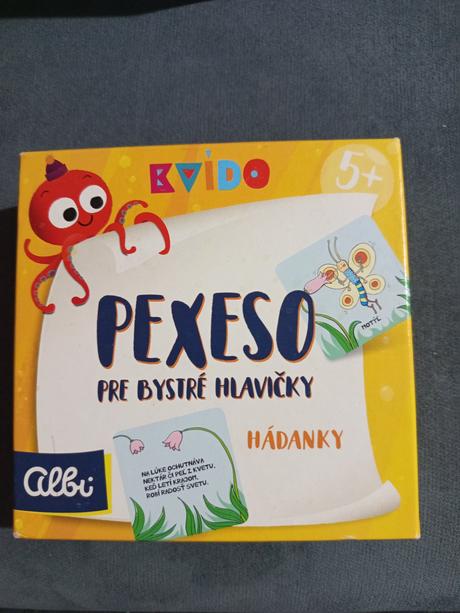 KVÍDO
5+
PEXESO
PRE BYSTRÉ HLAVIČKY
HÁDANKY
MOTÝĽ
NA LÚKE OCHUTNÁVA
NEKTÁR ČI PEĽ Z KVETU.
KEĎ LETÍ KRAJOM,
ROBÍ RADOSŤ SVETU.
Albi